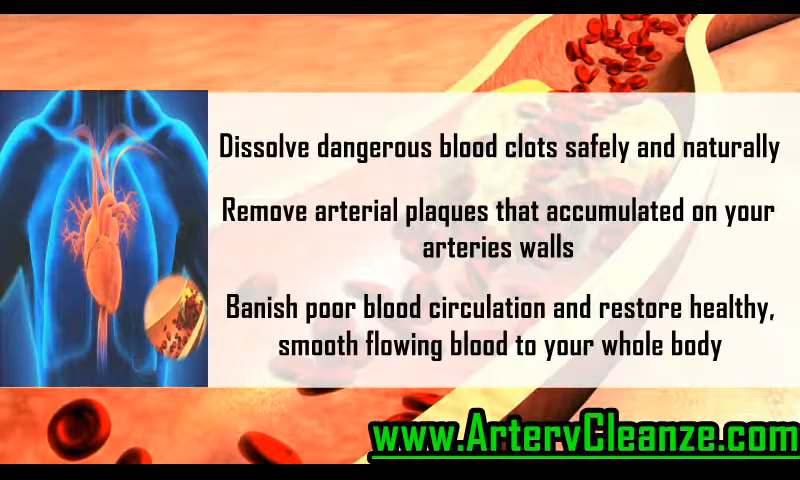 Dissolve dangerous blood clots safely and naturally
Remove arterial plaques that accumulated on your
arteries walls
Banish poor blood circulation and restore healthy,
smooth flowing blood to your whole body
www.ArteryCleanze.com